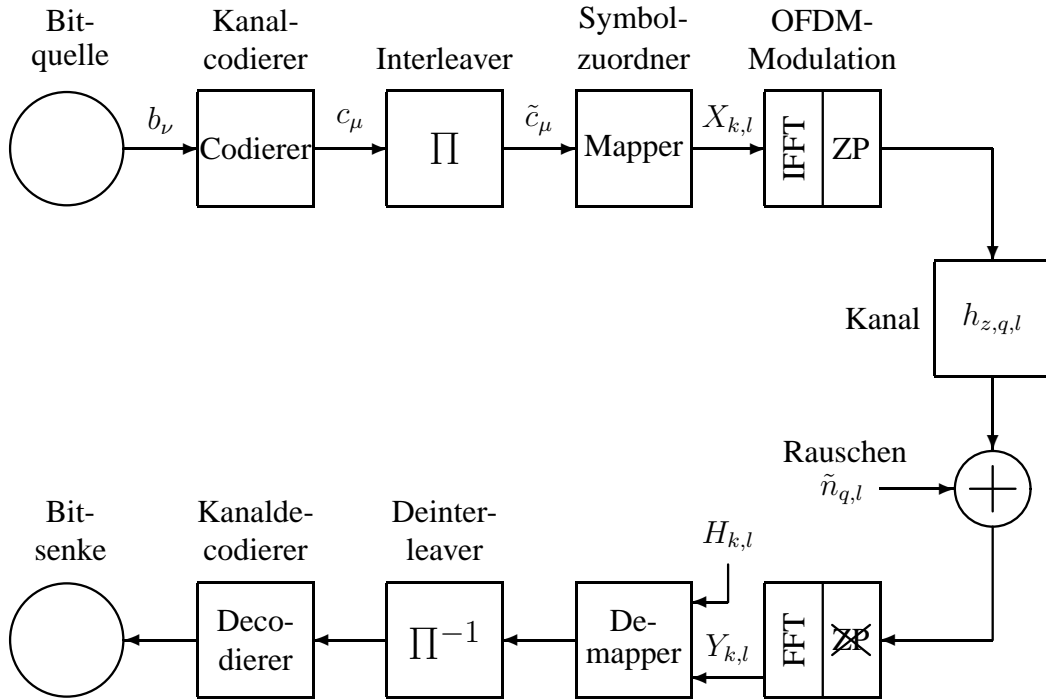 Bit-
quelle
Kanal-
codierer
Interleaver
Symbol-
zuordner
OFDM-
Modulation
b_ν
Codierer
c_μ
∏
c̃_μ
Mapper
X_{k,l}
IFFT
ZP
Kanal
h_{z,q,l}
Rauschen
ñ_{q,l}
Bit-
senke
Kanalde-
codierer
Deinter-
leaver
H_{k,l}
Deco-
dierer
∏^{-1}
De-
mapper
Y_{k,l}
FFT
ZP